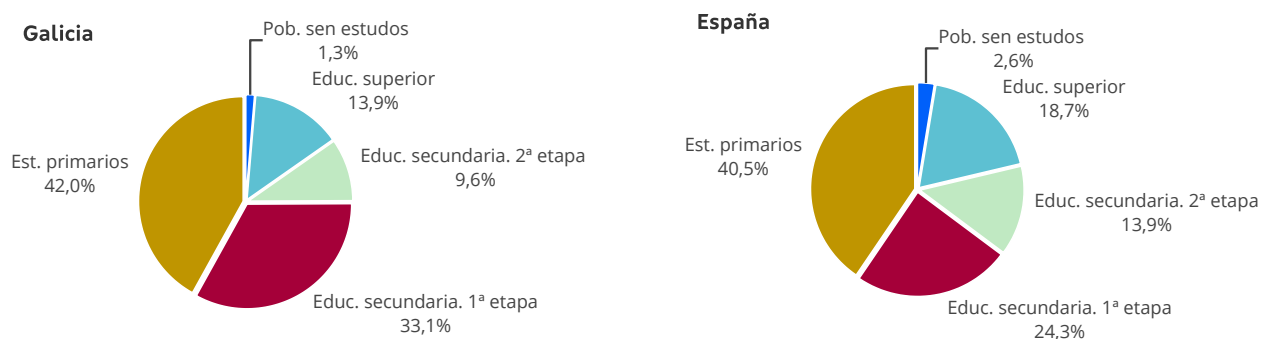 Galicia
Pob. sen estudos
1,3%
Educ. superior
13,9%
Educ. secundaria. 2ª etapa
9,6%
Est. primarios
42,0%
Educ. secundaria. 1ª etapa
33,1%
España
Pob. sen estudos
2,6%
Educ. superior
18,7%
Est. primarios
40,5%
Educ. secundaria. 2ª etapa
13,9%
Educ. secundaria. 1ª etapa
24,3%